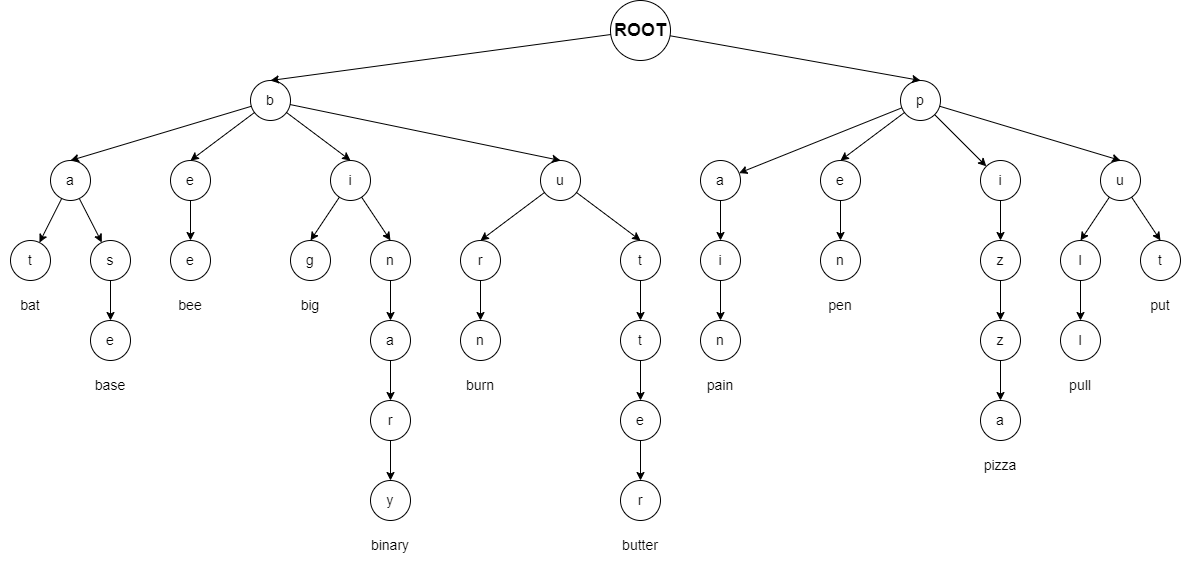 ROOT
b p
a e i u a e i u
t s e g n r t i n z l t
bat bee big pen put
e a n t n z l
base burn pain pull
r e a
pizza
y r
binary butter